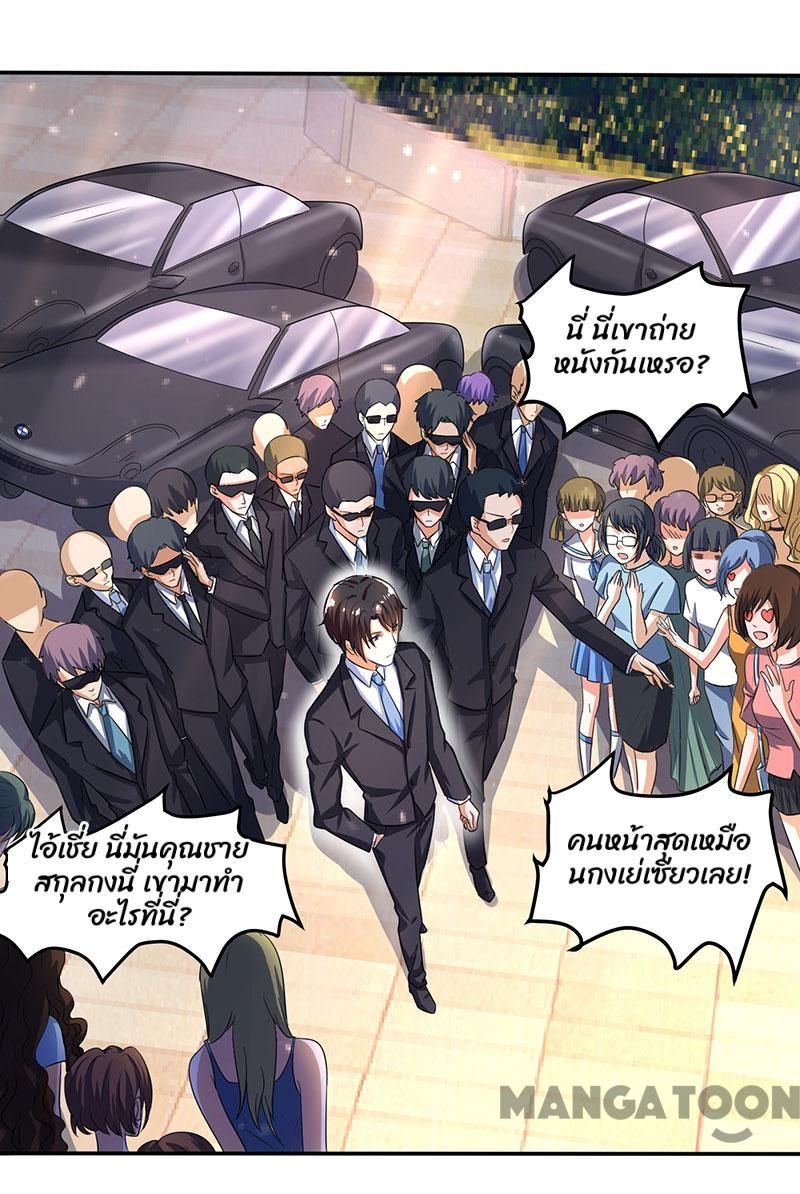 นี่ นี่เขาถ่าย
หนังกันเหรอ?
ไอ้เชี่ย นี่มันคุณชาย
สกุลกงนี่ เขามาทำ
อะไรที่นี่?
คนหน้าสุดเหมือ
นกงเย่เซียวเลย!
MANGATOON